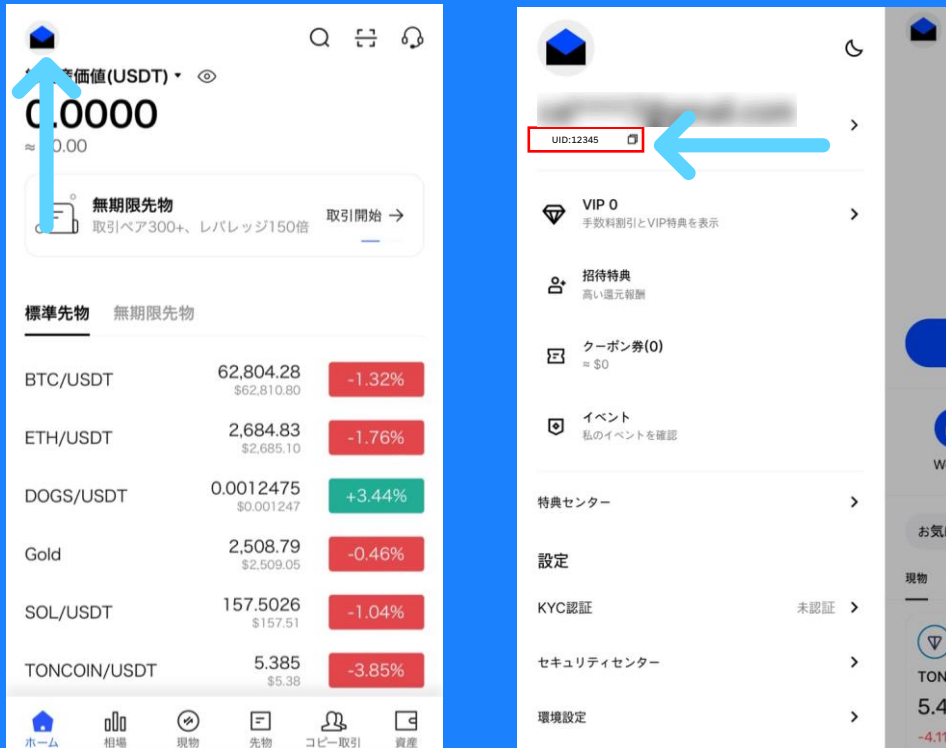 産価値(USDT)
0.0000
0.00
無期限先物
取引ペア300+、レバレッジ150倍
取引開始 →
標準先物 無期限先物
BTC/USDT 62,804.28 -1.32%
$62,810.80
ETH/USDT 2,684.83 -1.76%
$2,685.10
DOGS/USDT 0.0012475 +3.44%
$0.001247
Gold 2,508.79 -0.46%
$2,509.05
SOL/USDT 157.5026 -1.04%
$157.51
TONCOIN/USDT 5.385 -3.85%
$5.38
ホーム 相場 現物 先物 コピー取引 資産
UID:12345
VIP 0
手数料割引とVIP特典を表示
招待特典
高い還元報酬
クーポン券(0)
≈ $0
イベント
私のイベントを確認
特典センター
設定
KYC認証 未認証
セキュリティセンター
環境設定
W
お気
現物
TON
5.4